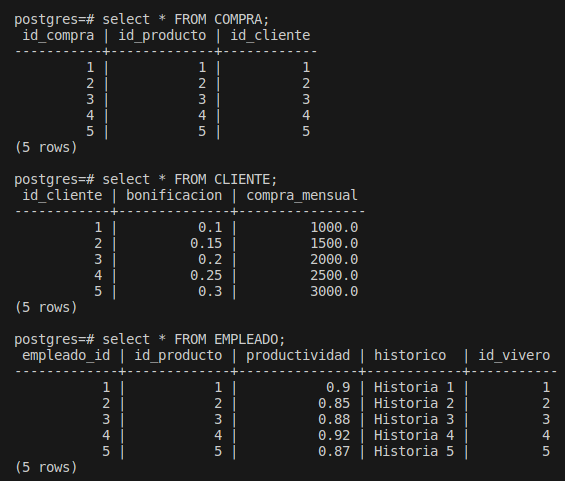 postgres=# select * FROM COMPRA;
 id_compra | id_producto | id_cliente
-----------+-------------+------------
         1 |           1 |          1
         2 |           2 |          2
         3 |           3 |          3
         4 |           4 |          4
         5 |           5 |          5
(5 rows)

postgres=# select * FROM CLIENTE;
 id_cliente | bonificacion | compra_mensual
------------+--------------+----------------
          1 |          0.1 |         1000.0
          2 |         0.15 |         1500.0
          3 |          0.2 |         2000.0
          4 |         0.25 |         2500.0
          5 |          0.3 |         3000.0
(5 rows)

postgres=# select * FROM EMPLEADO;
 empleado_id | id_producto | productividad | historico  | id_vivero
-------------+-------------+---------------+------------+-----------
           1 |           1 |           0.9 | Historia 1 |         1
           2 |           2 |          0.85 | Historia 2 |         2
           3 |           3 |          0.88 | Historia 3 |         3
           4 |           4 |          0.92 | Historia 4 |         4
           5 |           5 |          0.87 | Historia 5 |         5
(5 rows)